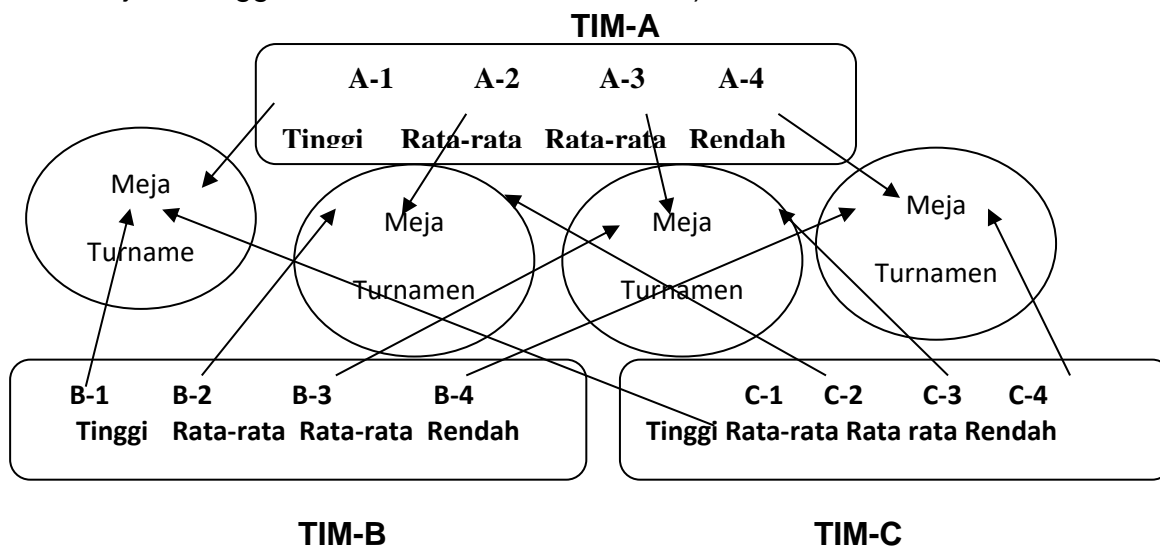 TIM-A
A-1 A-2 A-3 A-4
Tinggi Rata-rata Rata-rata Rendah
Meja
Turname
Meja
Turnamen
Meja
Turnamen
Meja
Turnamen
B-1 B-2 B-3 B-4
Tinggi Rata-rata Rata-rata Rendah
C-1 C-2 C-3 C-4
Tinggi Rata-rata Rata rata Rendah
TIM-B
TIM-C